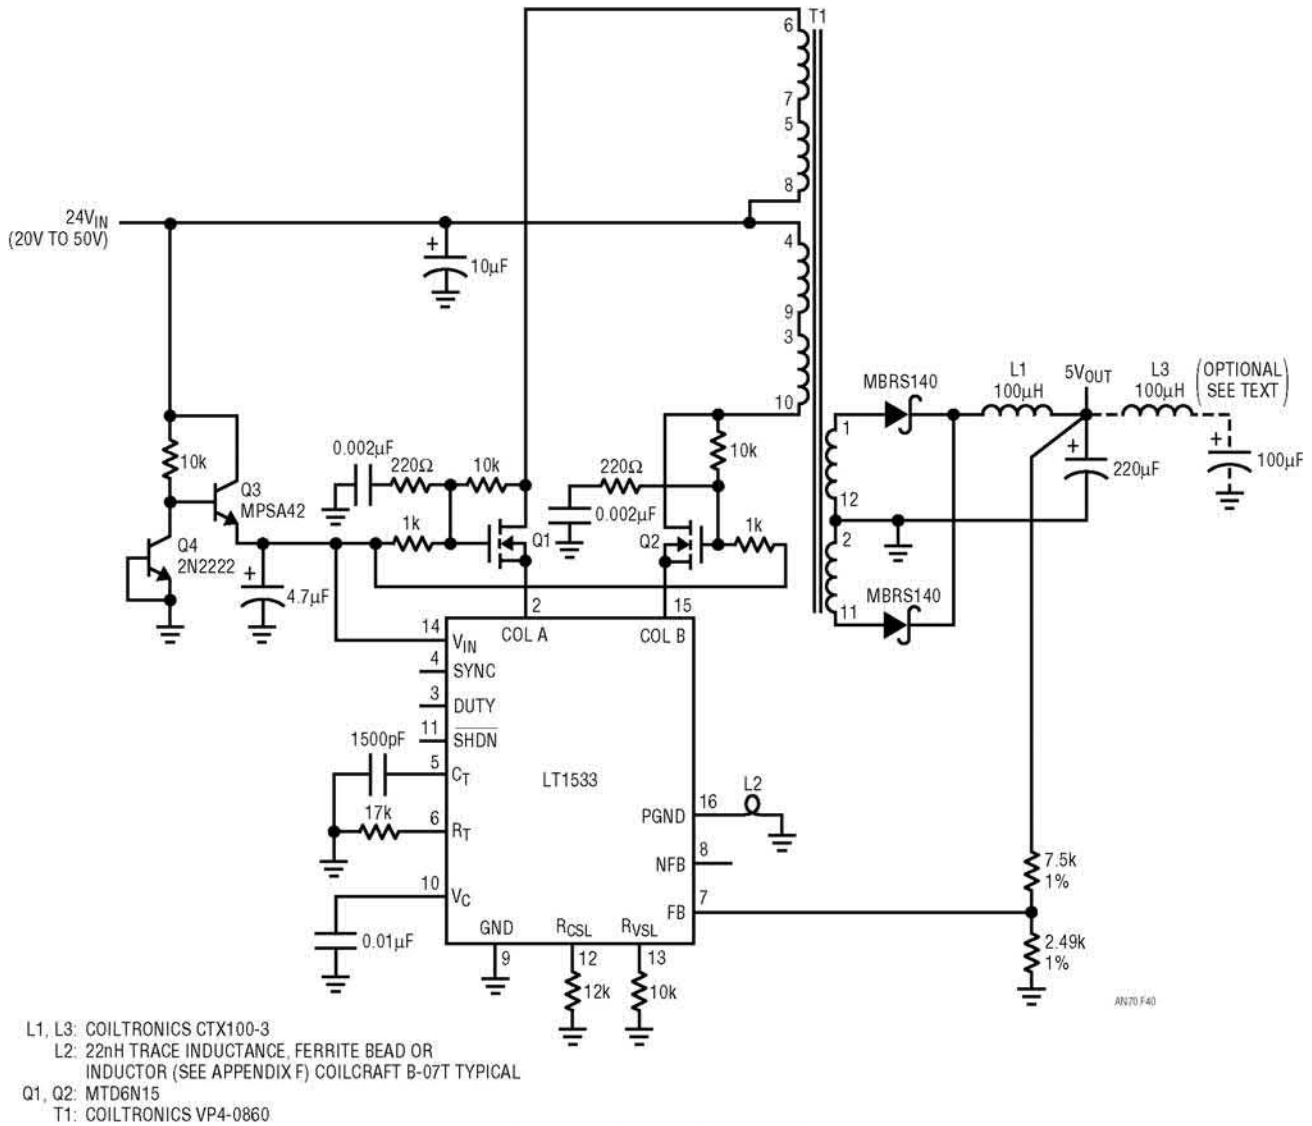 6
T1
7
5
8
24VIN
(20V TO 50V)
4
+
10µF
9
3
10
MBRS140
L1
100µH
5VOUT
L3
100µH
(OPTIONAL)
SEE TEXT
1
+
220µF
+
100µF
10k
0.002µF
220Ω
10k
220Ω
10k
Q3
MPSA42
0.002µF
12
1k
Q1
Q2
1k
2
Q4
2N2222
+
4.7µF
MBRS140
11
2
15
COL A
COL B
14
VIN
4
SYNC
3
DUTY
11
SHDN
1500pF
5
CT
LT1533
L2
17k
6
RT
PGND
16
NFB
8
7.5k
1%
10
VC
FB
7
0.01µF
GND
RCSL
RVSL
2.49k
1%
9
12
13
12k
10k
AN70 F40
L1, L3: COILTRONICS CTX100-3
L2: 22nH TRACE INDUCTANCE, FERRITE BEAD OR
INDUCTOR (SEE APPENDIX F) COILCRAFT B-07T TYPICAL
Q1, Q2: MTD6N15
T1: COILTRONICS VP4-0860